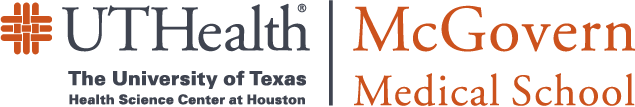 UTHealth®
The University of Texas
Health Science Center at Houston
McGovern
Medical School